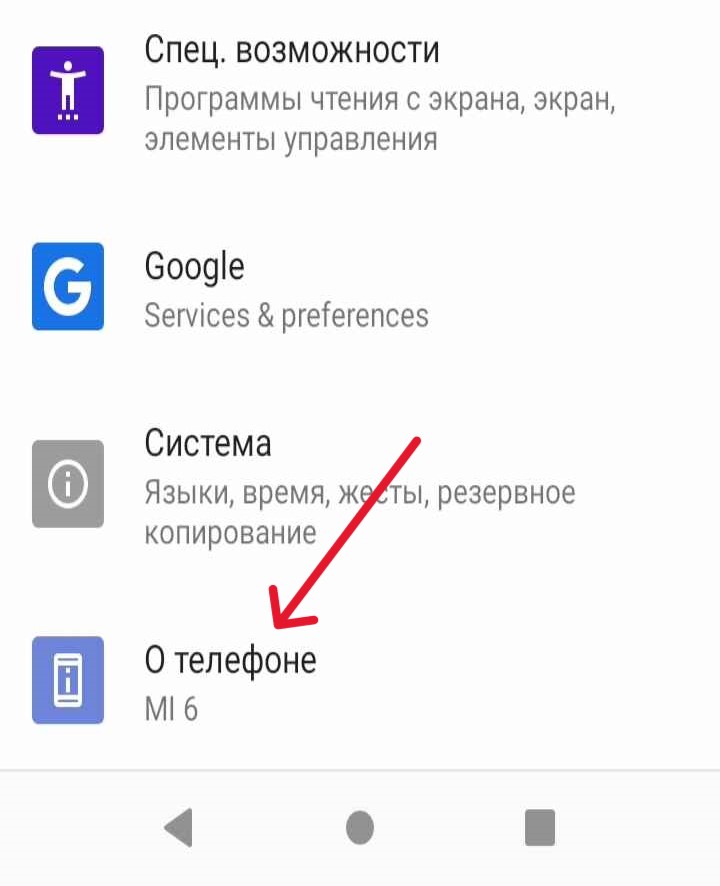 Спец. возможности
Программы чтения с экрана, экран,
элементы управления
Google
Services & preferences
Система
Языки, время, жесты, резервное
копирование
О телефоне
MI 6